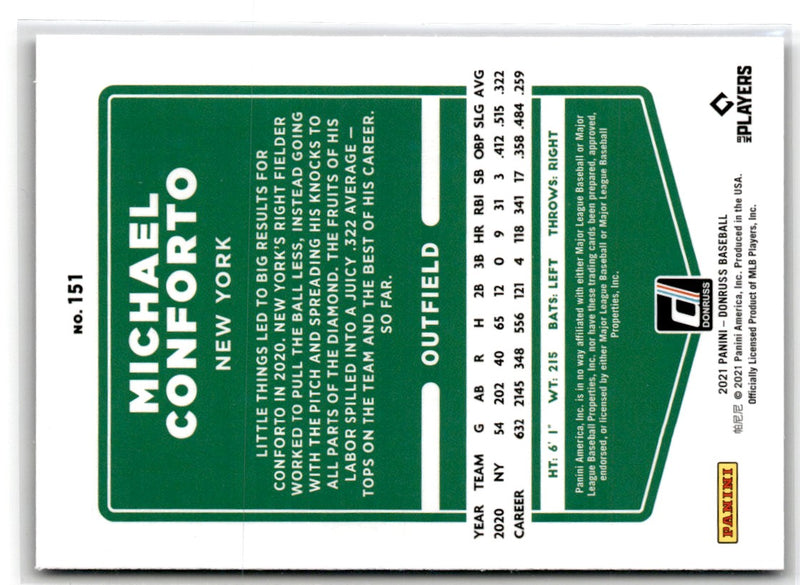 NO. 151
MICHAEL
CONFORTO
NEW YORK
LITTLE THINGS LED TO BIG RESULTS FOR
CONFORTO IN 2020. NEW YORK'S RIGHT FIELDER
WORKED TO PULL THE BALL LESS, INSTEAD GOING
WITH THE PITCH AND SPREADING HIS KNOCKS TO
ALL PARTS OF THE DIAMOND. THE FRUITS OF HIS
LABOR SPILLED INTO A JUICY .322 AVERAGE —
TOPS ON THE TEAM AND THE BEST OF HIS CAREER.
SO FAR.
OUTFIELD
YEAR TEAM G AB R H 2B 3B HR RBI SB OBP SLG AVG
2020 NY 54 202 40 65 12 0 9 31 3 .412 .515 .322
CAREER 632 2145 348 556 121 4 118 341 17 .358 .484 .259
HT: 6' 1" WT: 215 BATS: LEFT THROWS: RIGHT
Panini America, Inc. is in no way affiliated with either Major League Baseball or Major
League Baseball Properties, Inc. nor have these trading cards been prepared, approved,
endorsed, or licensed by either Major League Baseball or Major League Baseball
Properties, Inc.
DONRUSS
2021 PANINI – DONRUSS BASEBALL
帕尼尼 © 2021 Panini America, Inc. Produced in the USA.
Officially Licensed Product of MLB Players, Inc.
PANINI
MLB PLAYERS